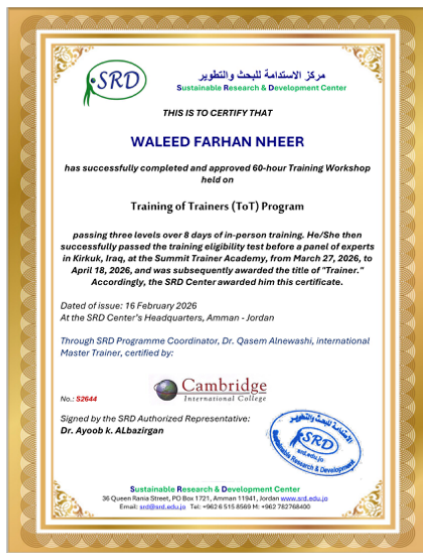 SRD
مركز الاستدامة للبحث والتطوير
Sustainable Research & Development Center
THIS IS TO CERTIFY THAT
WALEED FARHAN NHEER
has successfully completed and approved 60-hour Training Workshop
held on
Training of Trainers (ToT) Program
passing three levels over 8 days of in-person training. He/She then
successfully passed the training eligibility test before a panel of experts
in Kirkuk, Iraq, at the Summit Trainer Academy, from March 27, 2026, to
April 18, 2026, and was subsequently awarded the title of "Trainer."
Accordingly, the SRD Center awarded him this certificate.
Dated of issue: 16 February 2026
At the SRD Center's Headquarters, Amman - Jordan
Through SRD Programme Coordinator, Dr. Qasem Alnewashi, international
Master Trainer, certified by:
Cambridge
International College
No.: S2644
Signed by the SRD Authorized Representative:
Dr. Ayoob k. ALbazirgan
الاستدامة للبحث والتطوير
SRD
srd.edu.jo
Sustainable Research & Development
Sustainable Research & Development Center
36 Queen Rania Street, PO Box 1721, Amman 11941, Jordan www.srd.edu.jo
Email: srd@srd.edu.jo Tel: +962 6 515 8569 M: +962 782768400